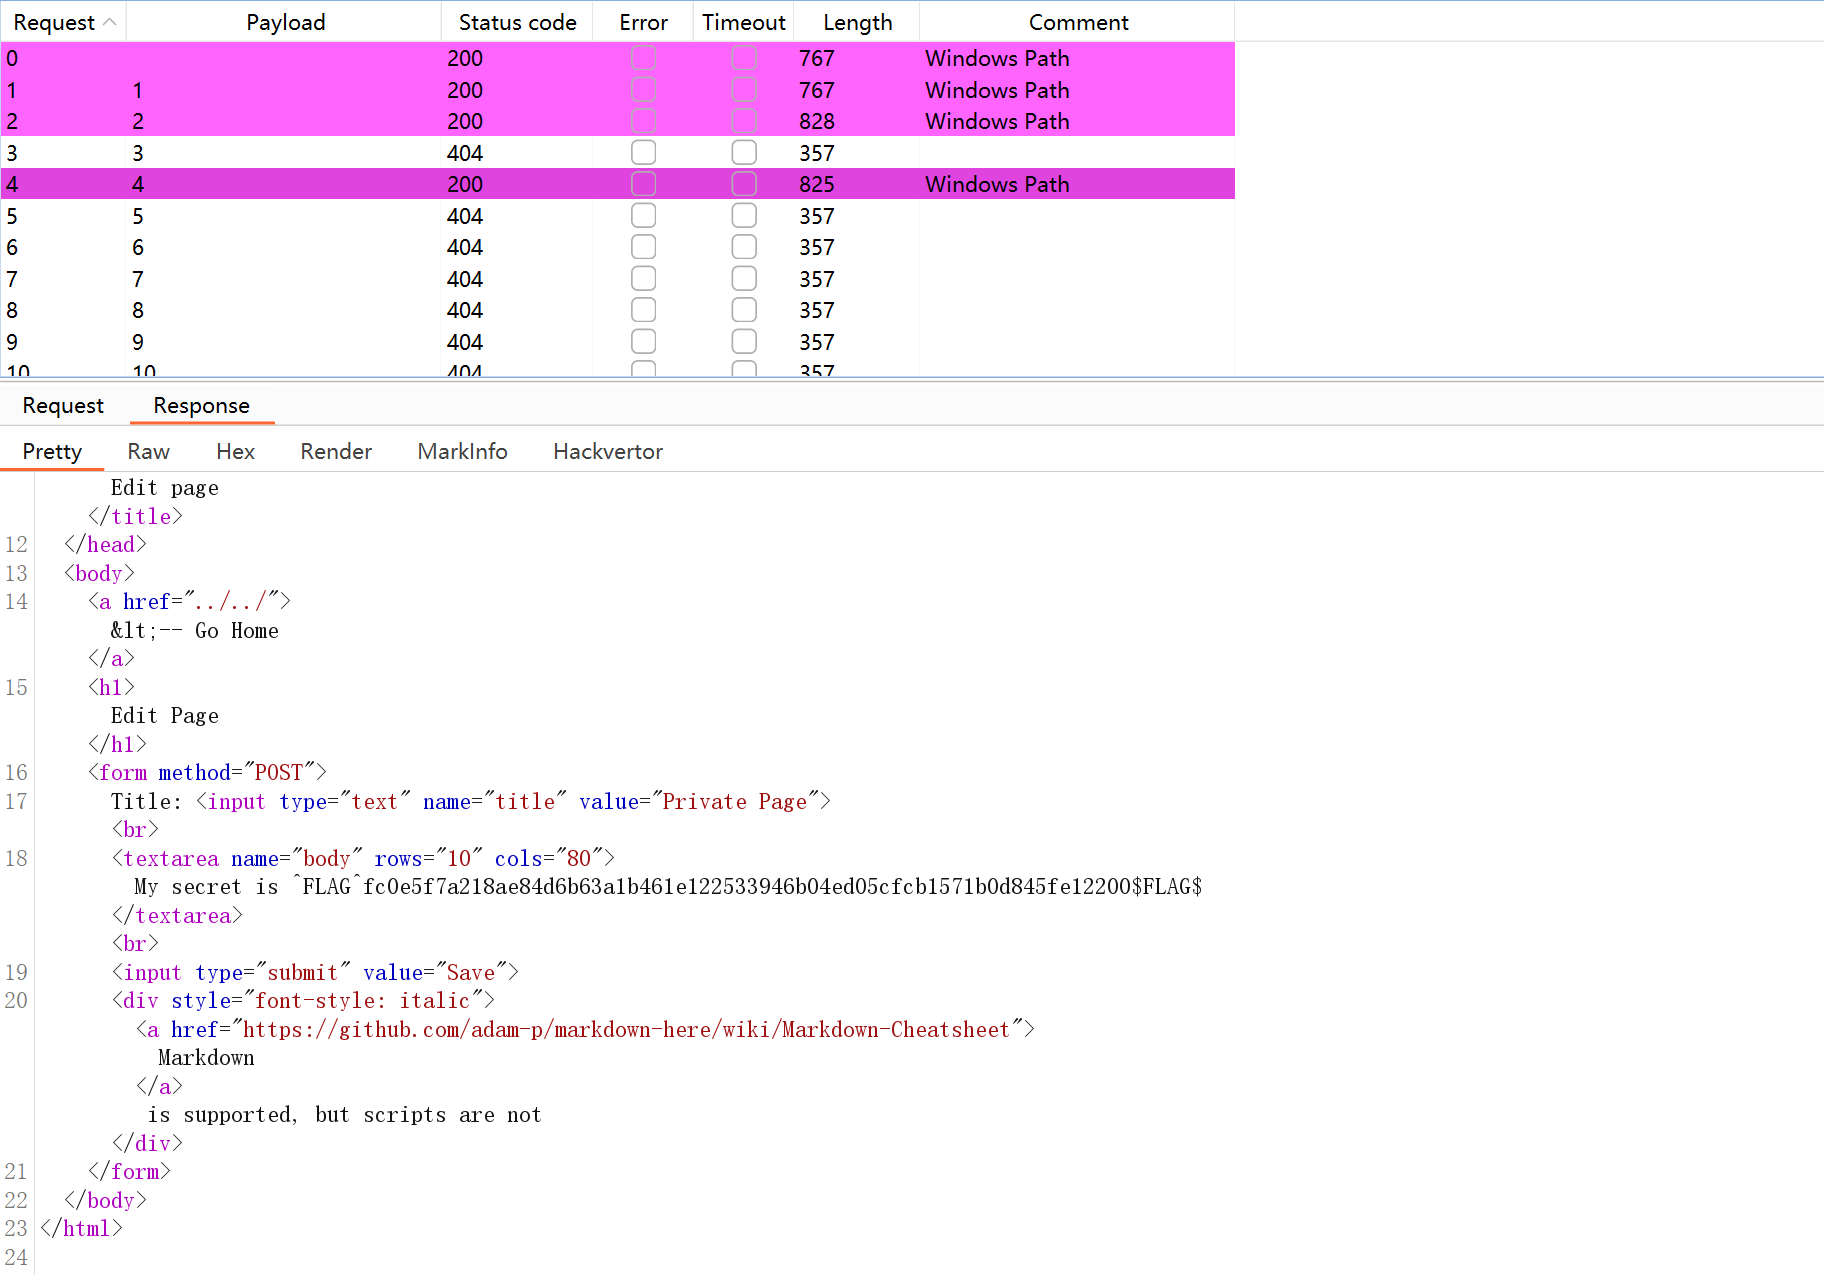 Request Payload Status code Error Timeout Length Comment
0 200 767 Windows Path
1 1 200 767 Windows Path
2 2 200 828 Windows Path
3 3 404 357
4 4 200 825 Windows Path
5 5 404 357
6 6 404 357
7 7 404 357
8 8 404 357
9 9 404 357
10 10 404 357
Request Response
Pretty Raw Hex Render MarkInfo Hackvertor
Edit page
</title>
12 </head>
13 <body>
14 <a href="../../">
&lt;-- Go Home
</a>
15 <h1>
Edit Page
</h1>
16 <form method="POST">
17 Title: <input type="text" name="title" value="Private Page">
<br>
18 <textarea name="body" rows="10" cols="80">
My secret is ^FLAG^fc0e5f7a218ae84d6b63a1b461e122533946b04ed05cfcb1571b0d845fe12200$FLAG$
</textarea>
<br>
19 <input type="submit" value="Save">
20 <div style="font-style: italic">
<a href="https://github.com/adam-p/markdown-here/wiki/Markdown-Cheatsheet">
Markdown
</a>
is supported, but scripts are not
</div>
21 </form>
22 </body>
23 </html>
24